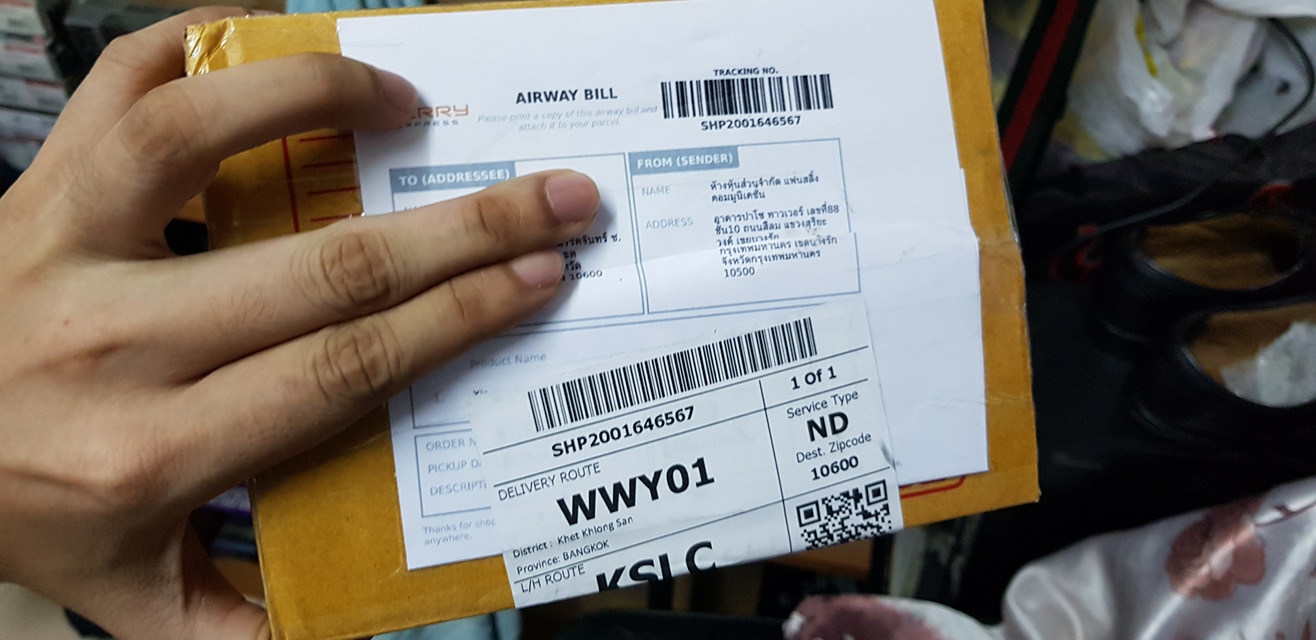 AIRWAY BILL
Please print a copy of this airway bill and
attach it to your parcel.
TRACKING NO.
SHP2001646567
TO (ADDRESSEE)
10600
FROM (SENDER)
NAME
ห้างหุ้นส่วนจำกัด แฟนสลิ้ง
คอมมูนิเคชั่น
ADDRESS
อาคารปาโซ ทาวเวอร์ เลขที่88
ชั้น10 ถนนสีลม แขวงสุริยะ
วงศ์ เขตบางรัก
กรุงเทพมหานคร เขตบางรัก
จังหวัดกรุงเทพมหานคร
10500
Product Name
1
SHP2001646567
1 Of 1
DELIVERY ROUTE
WWY01
Service Type
ND
Dest. Zipcode
10600
District : Khet Khlong San
Province: BANGKOK
L/H ROUTE
KSLC
ORDER
PICKUP
Thanks for
anywhere.